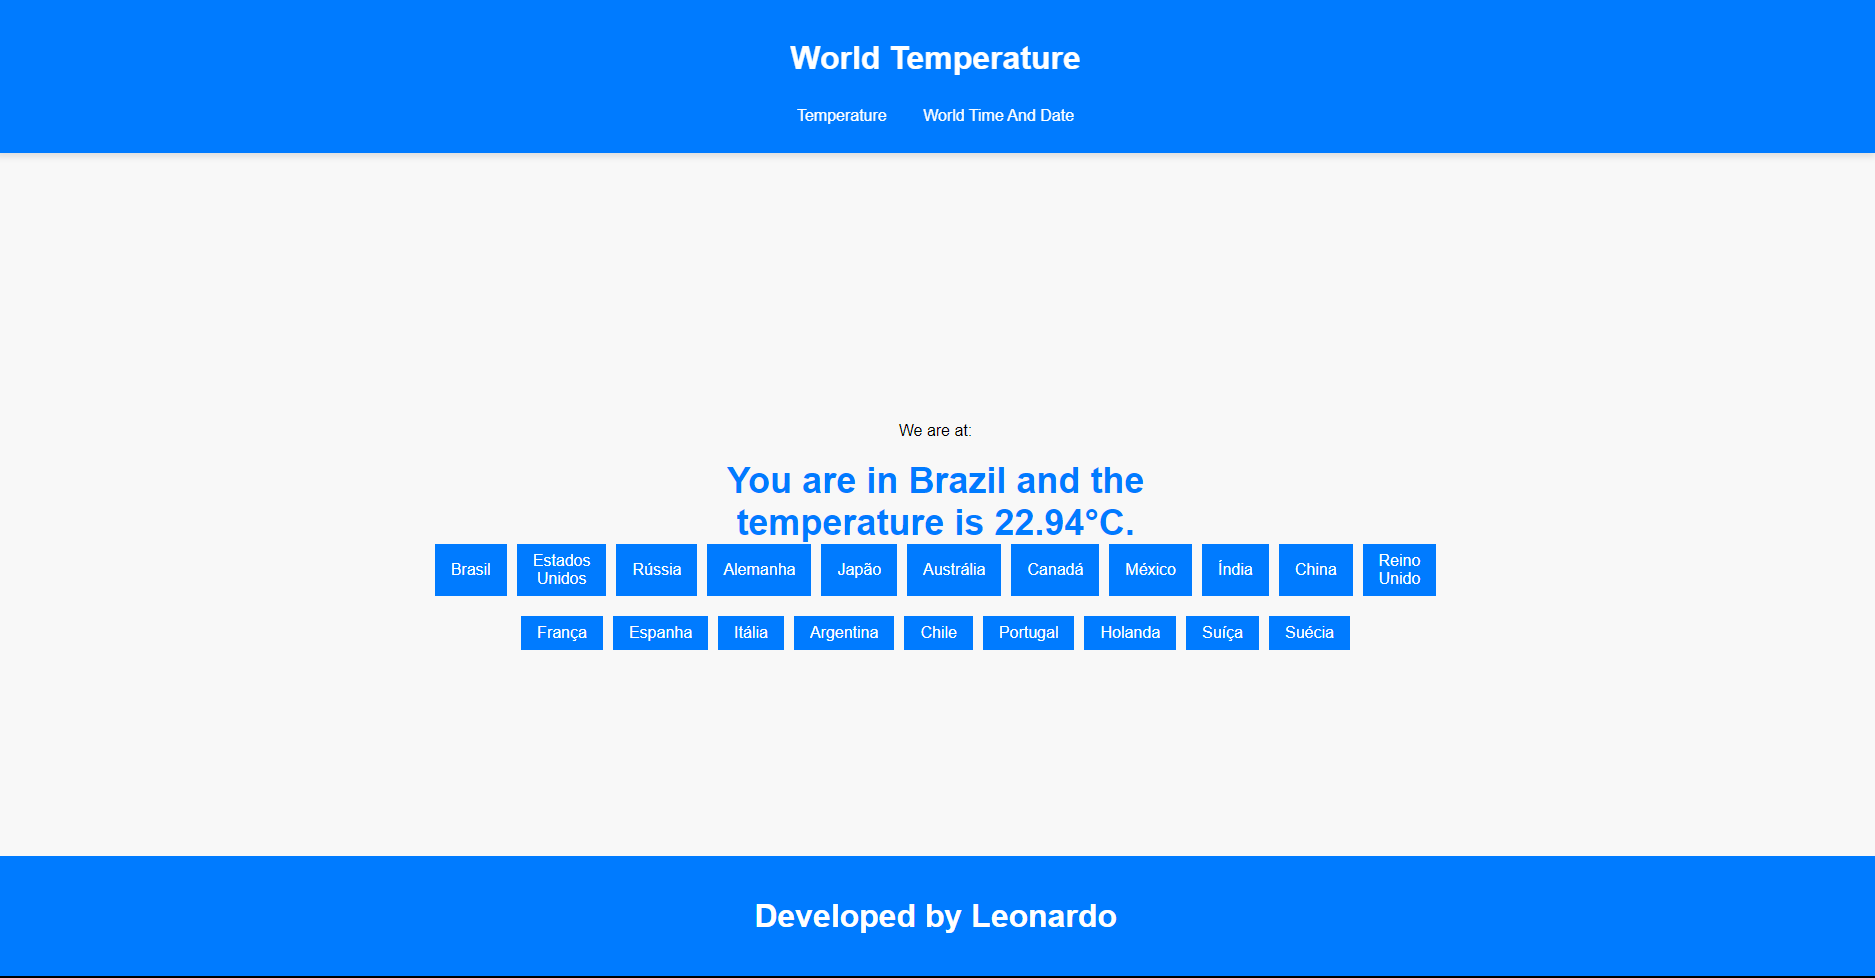 World Temperature
Temperature World Time And Date
We are at:
You are in Brazil and the
temperature is 22.94°C.
Brasil Estados Unidos Rússia Alemanha Japão Austrália Canadá México Índia China Reino Unido
França Espanha Itália Argentina Chile Portugal Holanda Suíça Suécia
Developed by Leonardo